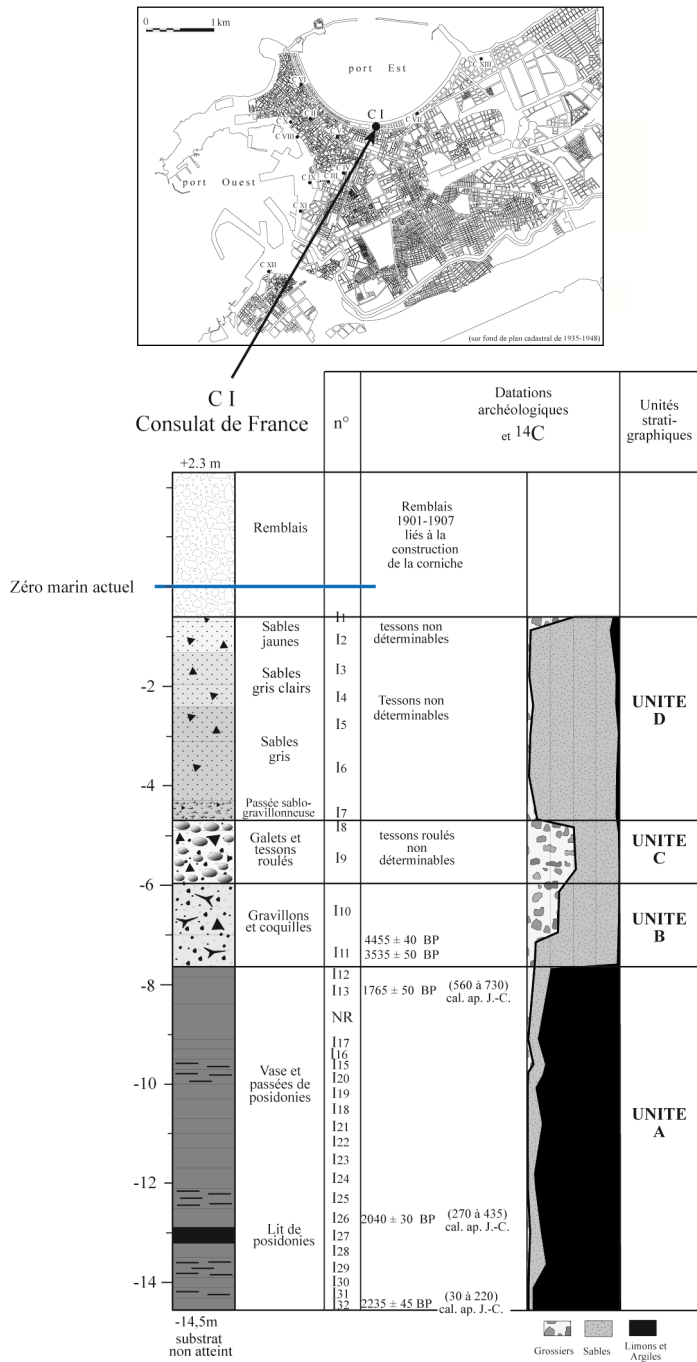 0 1 km
port Est
C XIII
C VI
C II
C I
C VII
C X
C VIII
C IV
C IX
C III
port Ouest
C XI
C XII
(sur fond de plan cadastral de 1935-1948)
C I
Consulat de France
n°
Datations
archéologiques
et 14C
Unités
strati-
graphiques
+2.3 m
Remblais
Remblais
1901-1907
liés à la
construction
de la corniche
Zéro marin actuel
I1
Sables
jaunes
I2
tessons non
déterminables
Sables
gris clairs
I3
-2
I4
Tessons non
déterminables
UNITE
D
I5
Sables
gris
I6
-4
Passée sablo-
gravillonneuse
I7
I8
Galets et
tessons
roulés
I9
tessons roulés
non
déterminables
UNITE
C
-6
Gravillons
et coquilles
I10
UNITE
B
4455 ± 40 BP
I11
3535 ± 50 BP
I12
-8
I13
1765 ± 50 BP
(560 à 730)
cal. ap. J.-C.
NR
I17
I16
I15
Vase et
passées de
posidonies
-10
I20
I19
I18
UNITE
A
I21
I22
I23
I24
-12
I25
I26
2040 ± 30 BP
(270 à 435)
cal. ap. J.-C.
Lit de
posidonies
I27
I28
I29
-14
I30
I31
I32
2235 ± 45 BP
(30 à 220)
cal. ap. J.-C.
-14,5m
substrat
non atteint
Grossiers
Sables
Limons et
Argiles